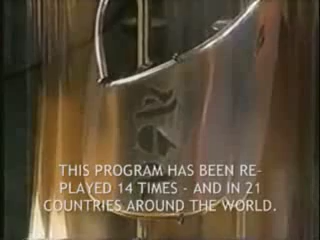 THIS PROGRAM HAS BEEN RE-
PLAYED 14 TIMES - AND IN 21
COUNTRIES AROUND THE WORLD.